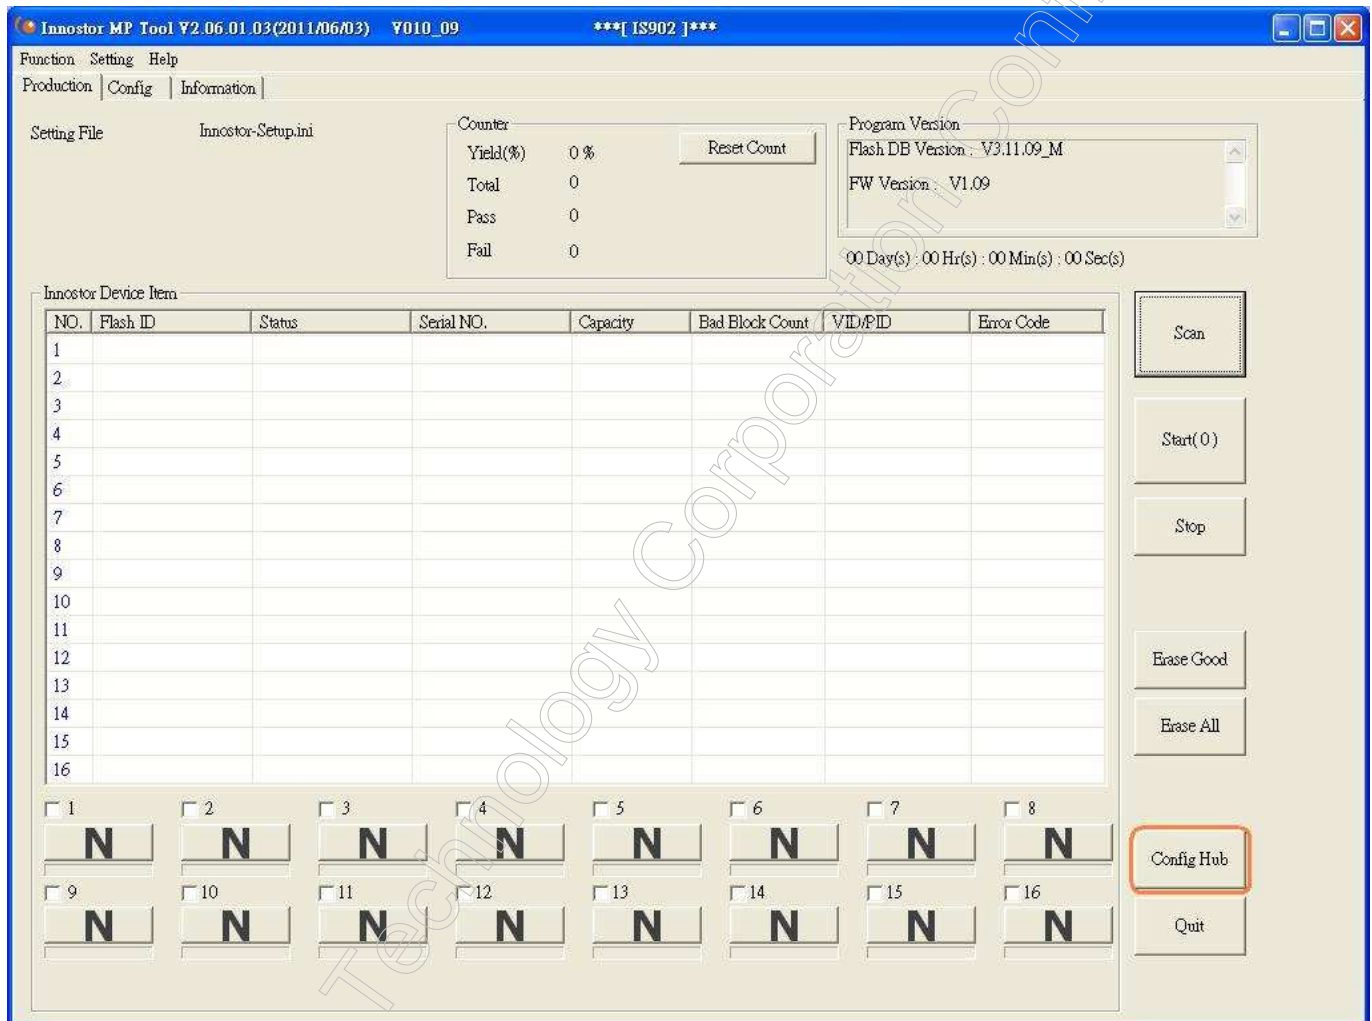 Innostor MP Tool V2.06.01.03(2011/06/03) V010_09 ***[ IS902 ]***
Function Setting Help
Production Config Information
Setting File Innostor-Setup.ini
Counter
Yield(%) 0 %
Reset Count
Total 0
Pass 0
Fail 0
Program Version
Flash DB Version : V3.11.09_M
FW Version : V1.09
00 Day(s) : 00 Hr(s) : 00 Min(s) : 00 Sec(s)
Innostor Device Item
NO. Flash ID Status Serial NO. Capacity Bad Block Count VID/PID Error Code
1
2
3
4
5
6
7
8
9
10
11
12
13
14
15
16
Scan
Start( 0 )
Stop
Erase Good
Erase All
Config Hub
Quit
1 2 3 4 5 6 7 8
N N N N N N N N
9 10 11 12 13 14 15 16
N N N N N N N N
Technology Corporation